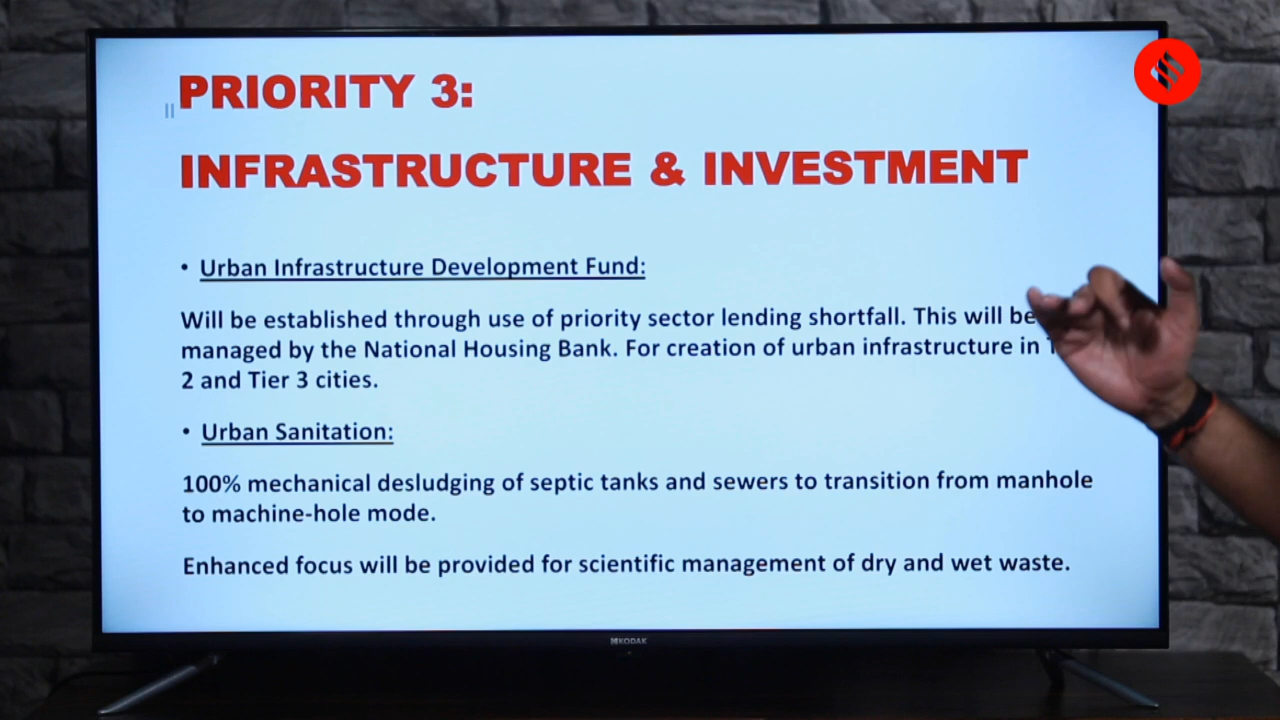 PRIORITY 3:
INFRASTRUCTURE & INVESTMENT
• Urban Infrastructure Development Fund:
Will be established through use of priority sector lending shortfall. This will be
managed by the National Housing Bank. For creation of urban infrastructure in
2 and Tier 3 cities.
• Urban Sanitation:
100% mechanical desludging of septic tanks and sewers to transition from manhole
to machine-hole mode.
Enhanced focus will be provided for scientific management of dry and wet waste.
KODAK